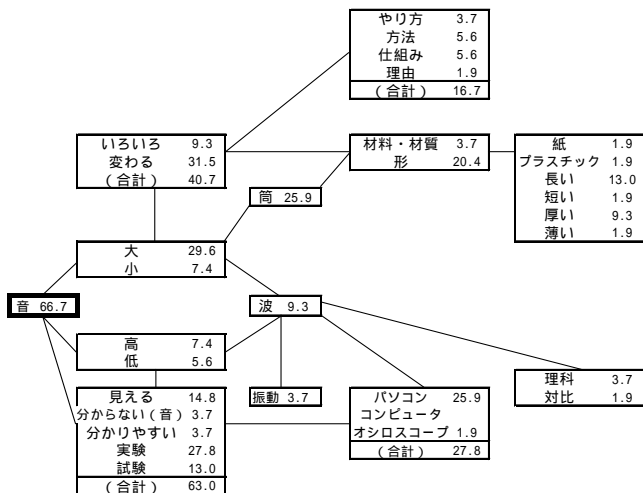 やり方 3.7
方法 5.6
仕組み 5.6
理由 1.9
(合計) 16.7
いろいろ 9.3
変わる 31.5
(合計) 40.7
材料・材質 3.7
形 20.4
紙 1.9
プラスチック 1.9
長い 13.0
短い 1.9
厚い 9.3
薄い 1.9
筒 25.9
大 29.6
小 7.4
音 66.7
波 9.3
高 7.4
低 5.6
見える 14.8
分からない(音) 3.7
分かりやすい 3.7
実験 27.8
試験 13.0
(合計) 63.0
振動 3.7
パソコン 25.9
コンピュータ
オシロスコープ 1.9
(合計) 27.8
理科 3.7
対比 1.9